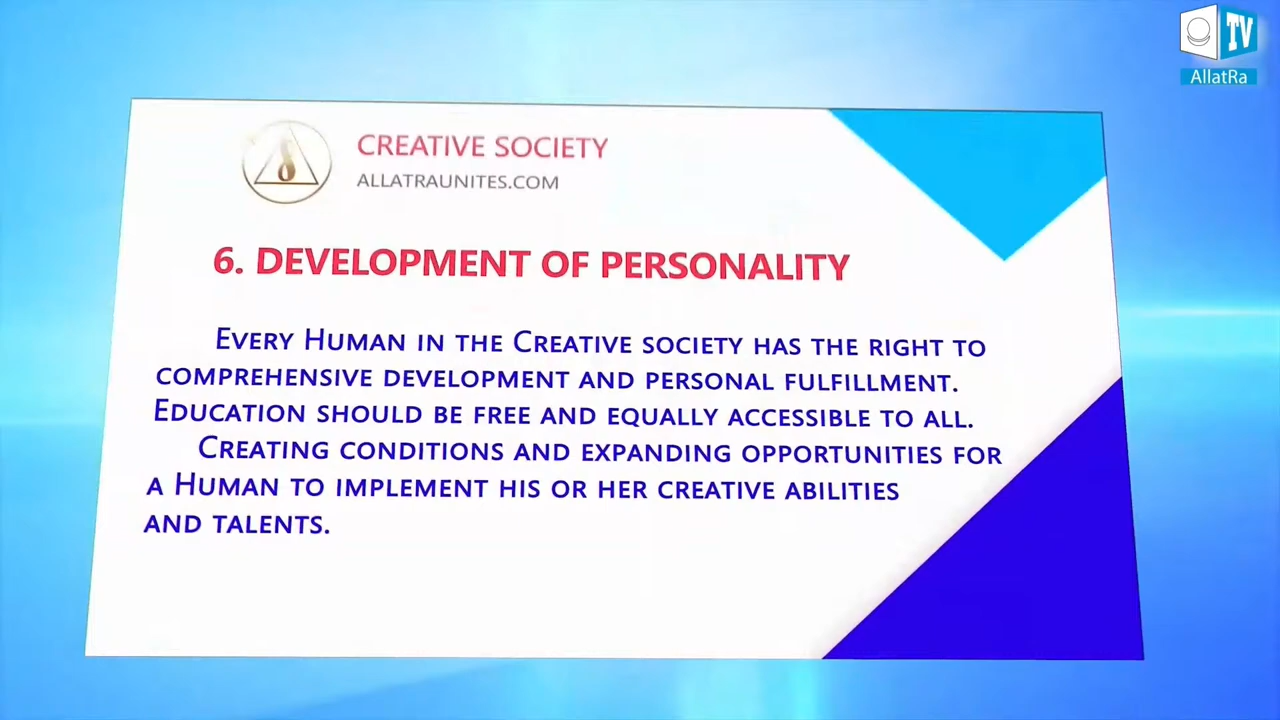 TV
AllatRa
CREATIVE SOCIETY
ALLATRAUNITES.COM
6. DEVELOPMENT OF PERSONALITY
EVERY HUMAN IN THE CREATIVE SOCIETY HAS THE RIGHT TO
COMPREHENSIVE DEVELOPMENT AND PERSONAL FULFILLMENT.
EDUCATION SHOULD BE FREE AND EQUALLY ACCESSIBLE TO ALL.
CREATING CONDITIONS AND EXPANDING OPPORTUNITIES FOR
A HUMAN TO IMPLEMENT HIS OR HER CREATIVE ABILITIES
AND TALENTS.